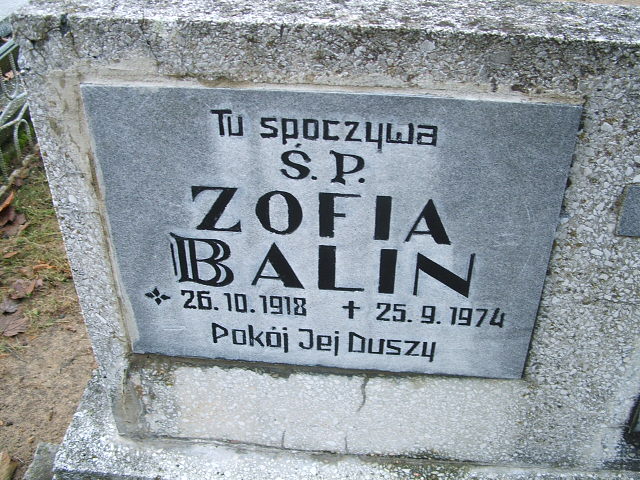 Tu spoczywa
Ś. P.
ZOFIA
BALIN
26.10.1918 + 25.9.1974
Pokój Jej Duszy